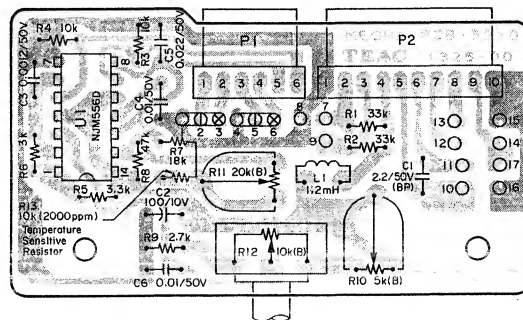 R4 10k
C3 0.0012/50V
7
8
NJM556D
1
14
R6 3k
R5 3.3k
R3 10k
C5 0.022/50V
C4 0.01/50V
R8 47k
P1
1 2 3 4 5 6
P2
TEAC
1 2 3 4 5 6 7 8 9 10
1 2 3 4 5 6 8 7
9
R1 33k
R2 33k
13 15
12 14
11 17
10 16
R7
18k
R11 20k(B)
L1
1.2mH
C1
2.2/50V
(BP)
R13
10k (2000ppm)
Temperature
Sensitive
Resistor
C2
100/10V
R9 2.7k
C6 0.01/50V
R12 10k(B)
R10 5k(B)